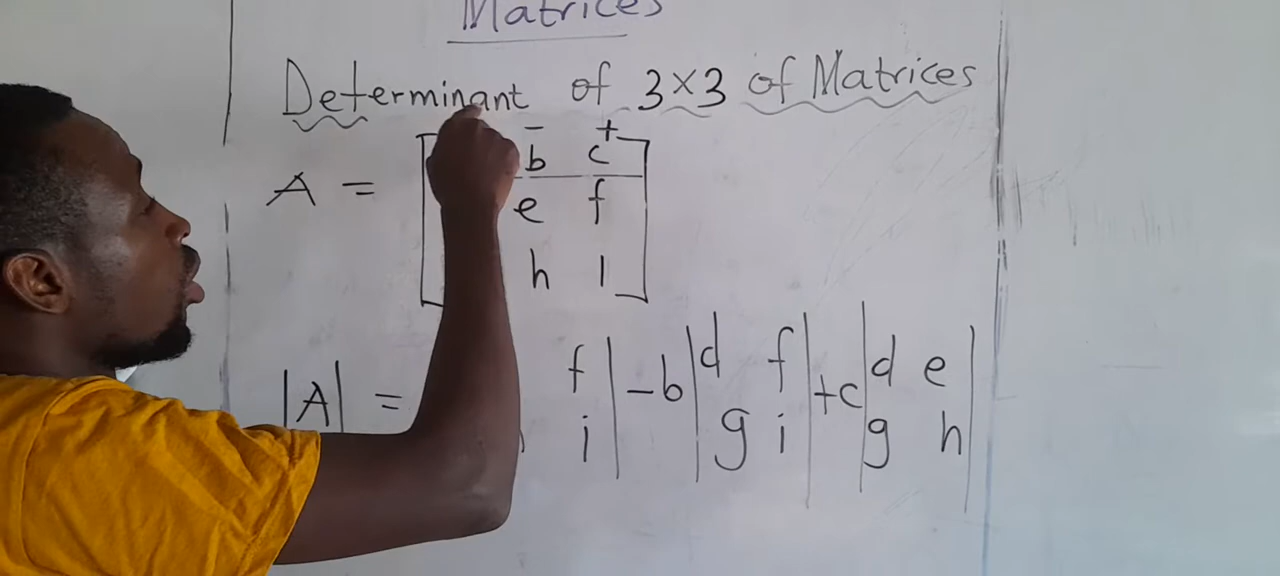 Matrices
Determinant of 3×3 of Matrices
− +
A = [ b c ]
e f
h i
|A| = f | −b | d f | +c | d e |
i | g i | g h |